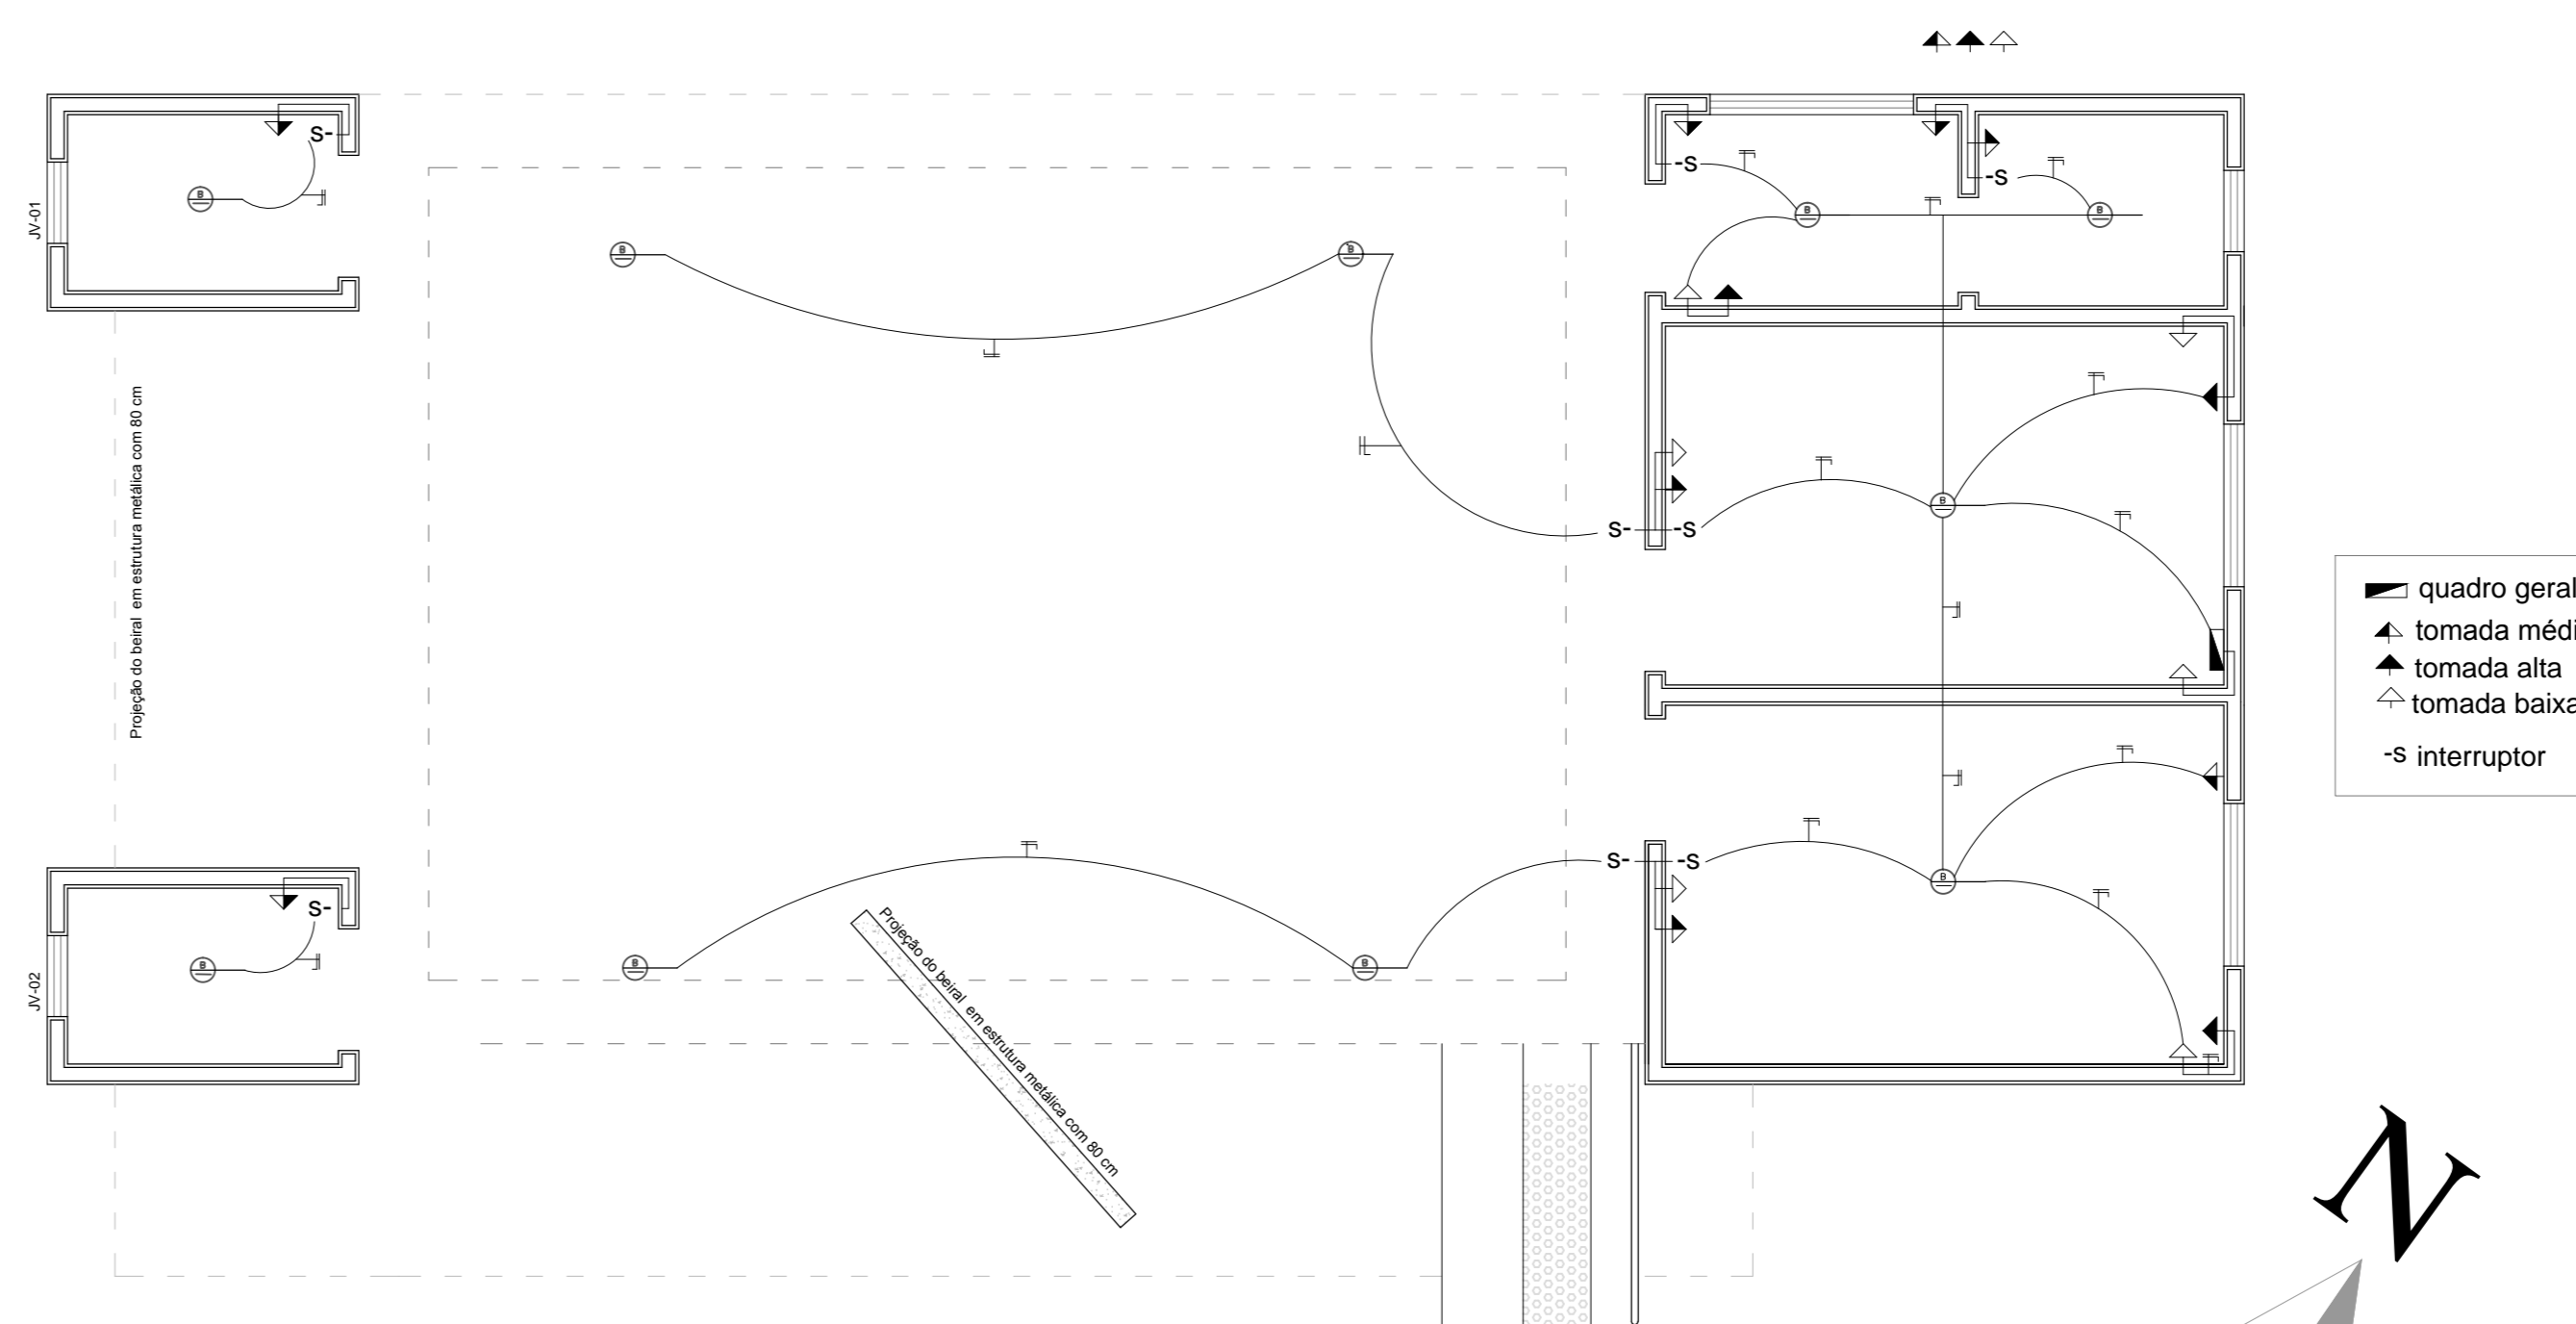 S-
-S
-S
B
B
B
JV-01
B
B
Projeção do beiral em estrutura metálica com 80 cm
B
S-
-S
quadro geral
tomada médi
tomada alta
tomada baixa
-s interruptor
S-
-S
B
S-
Projeção do beiral em estrutura metálica com 80 cm
B
B
B
JV-02
N